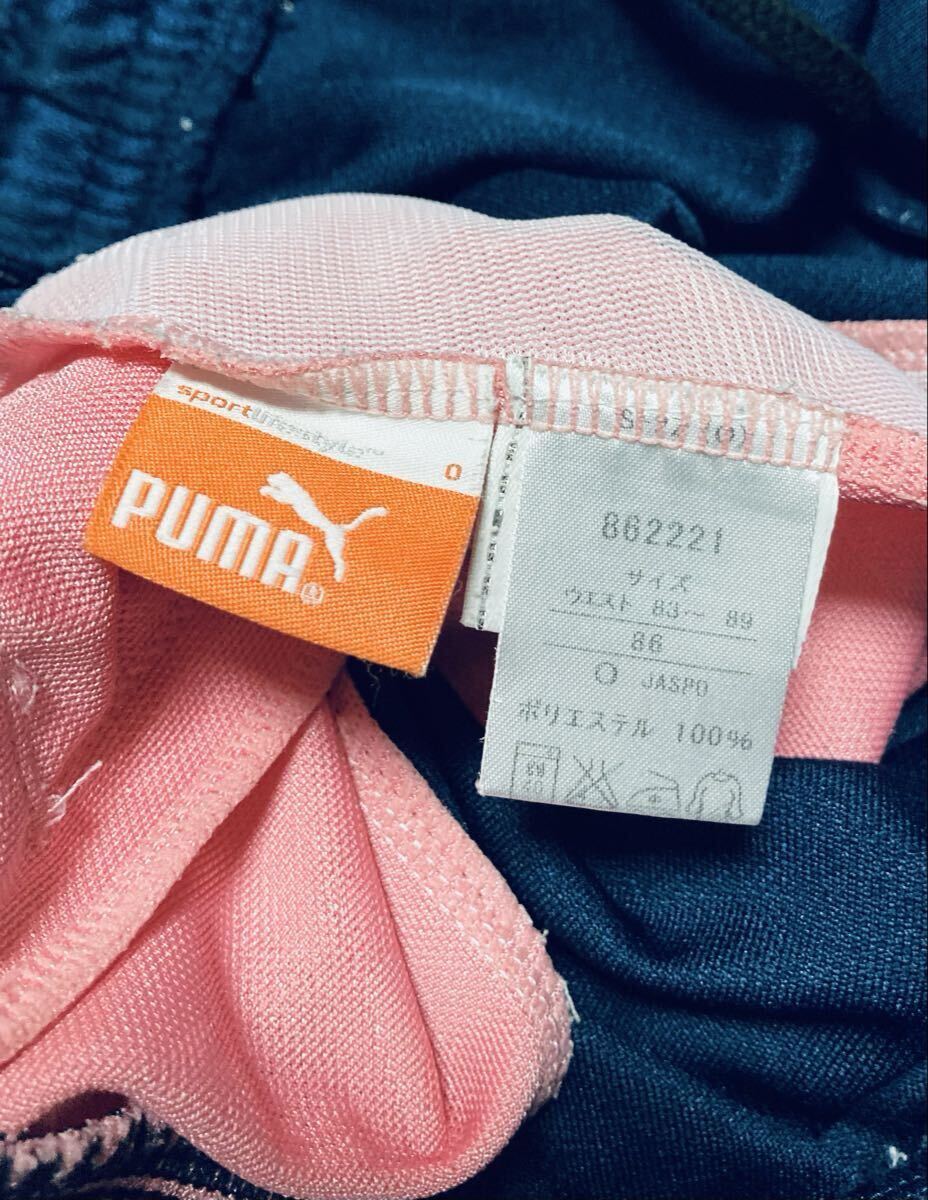 sportlifestyle™
O
PUMA®
862221
サイズ
ウエスト 83～ 89
86
O JASPO
ポリエステル 100%